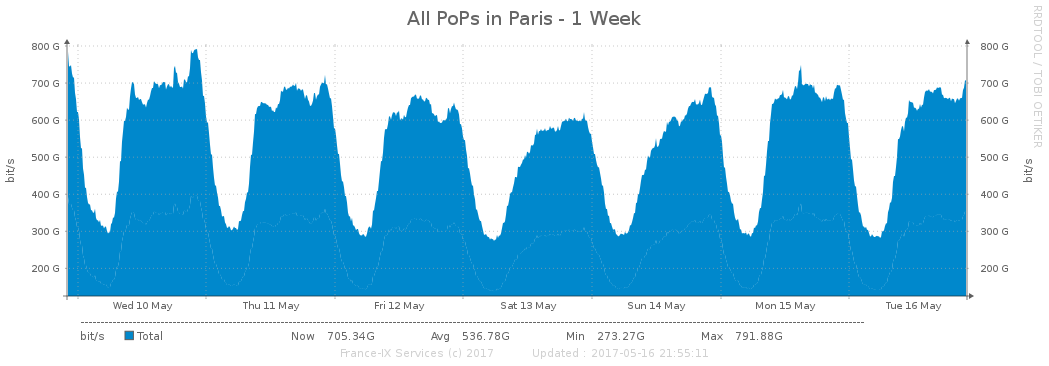 All PoPs in Paris - 1 Week
RRDTOOL / TOBI OETIKER
bit/s
800 G 800 G
700 G 700 G
600 G 600 G
500 G 500 G
400 G 400 G
300 G 300 G
200 G 200 G
bit/s
Wed 10 May Thu 11 May Fri 12 May Sat 13 May Sun 14 May Mon 15 May Tue 16 May
bit/s Total Now 705.34G Avg 536.78G Min 273.27G Max 791.88G
France-IX Services (c) 2017 Updated : 2017-05-16 21:55:11